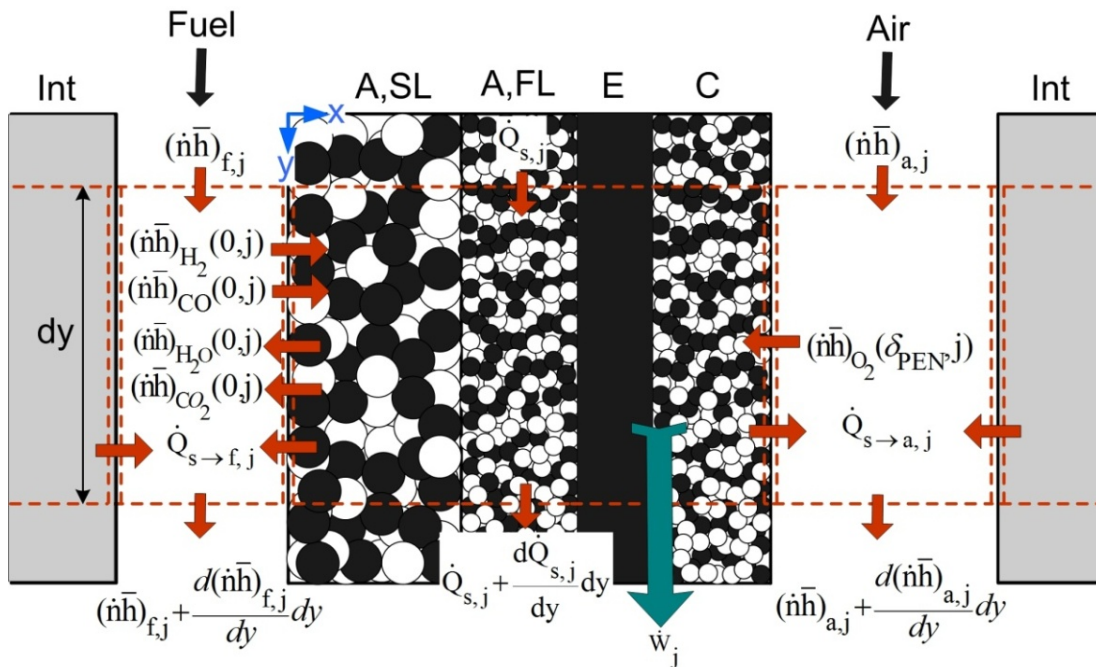 Fuel
Air
Int
A,SL
A,FL
E
C
Int
x
y
(ṅh̄)f,j
Q̇s,j
(ṅh̄)a,j
(ṅh̄)H₂(0,j)
(ṅh̄)CO(0,j)
dy
(ṅh̄)H₂O(0,j)
(ṅh̄)O₂(δPEN,j)
(ṅh̄)CO₂(0,j)
Q̇s→f, j
Q̇s→a, j
(ṅh̄)f,j + d(ṅh̄)f,j/dy dy
Q̇s,j + dQ̇s,j/dy dy
ẇj
(ṅh̄)a,j + d(ṅh̄)a,j/dy dy